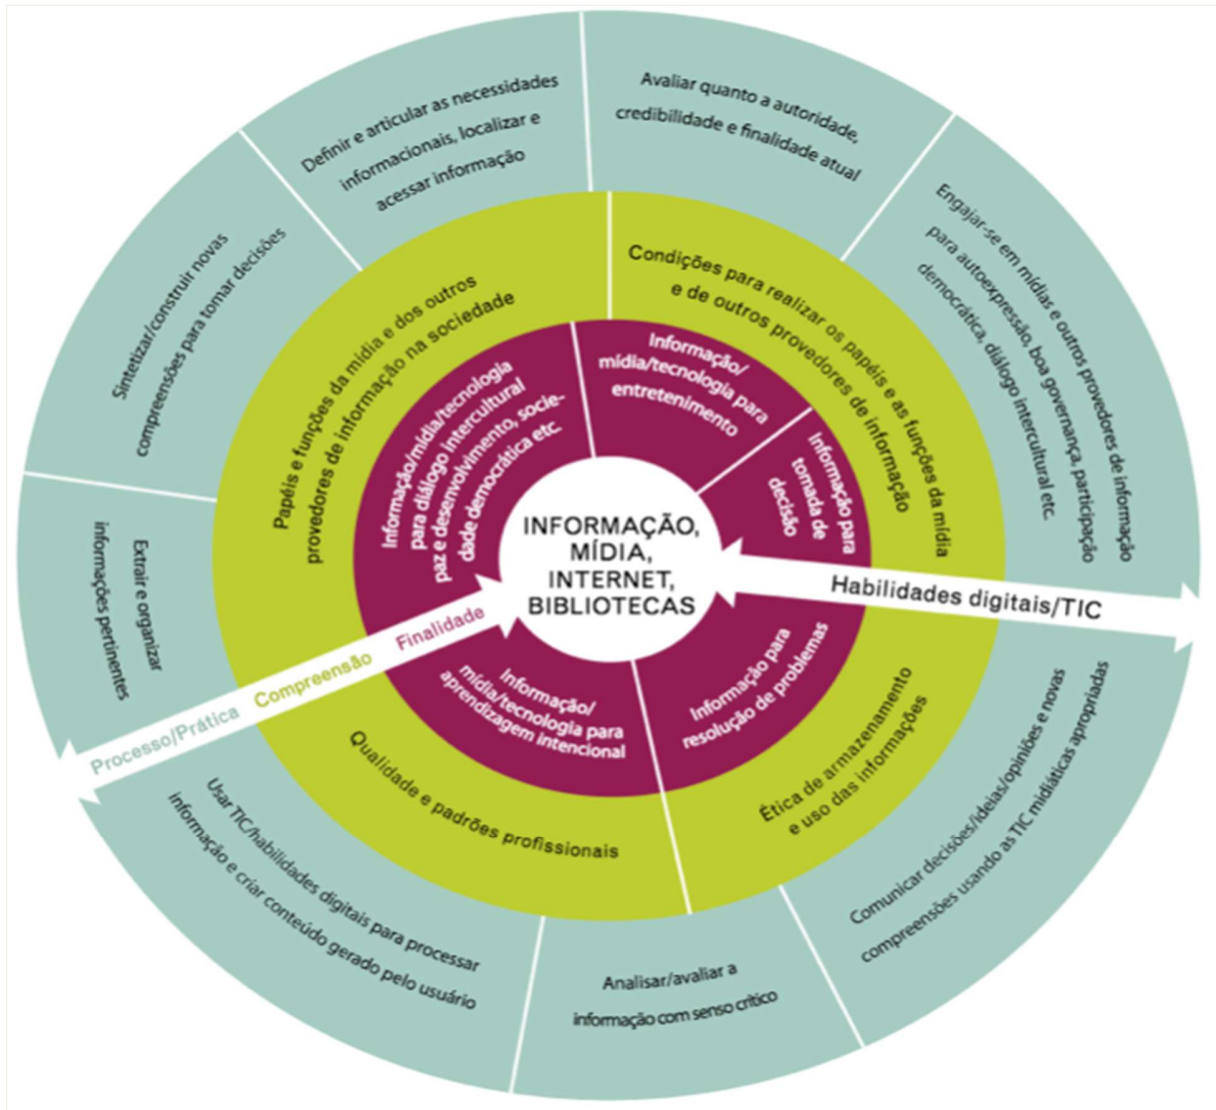 Definir e articular as necessidades
informacionais, localizar e
acessar informação
Avaliar quanto a autoridade,
credibilidade e finalidade atual
Engajar-se em mídias e outros provedores de informação
para autoexpressão, boa governança, participação
democrática, diálogo intercultural etc.
Comunicar decisões/ideias/opiniões e novas
compreensões usando as TIC midiáticas apropriadas
Analisar/avaliar a
informação com senso crítico
Usar TIC/habilidades digitais para processar
informação e criar conteúdo gerado pelo usuário
Extrair e organizar
informações pertinentes
Sintetizar/construir novas
compreensões para tomar decisões
Papéis e funções da mídia e dos outros
provedores de informação na sociedade
Condições para realizar os papéis e as funções da mídia
e de outros provedores de informação
Ética de armazenamento
e uso das informações
Qualidade e padrões profissionais
Informação/mídia/tecnologia
para diálogo intercultural
paz e desenvolvimento, socie-
dade democrática etc.
Informação/
mídia/tecnologia para
entretenimento
Informação para
tomada de
decisão
Informação para
resolução de problemas
Informação/
mídia/tecnologia para
aprendizagem intencional
INFORMAÇÃO,
MÍDIA,
INTERNET,
BIBLIOTECAS
Habilidades digitais/TIC
Processo/Prática Compreensão Finalidade